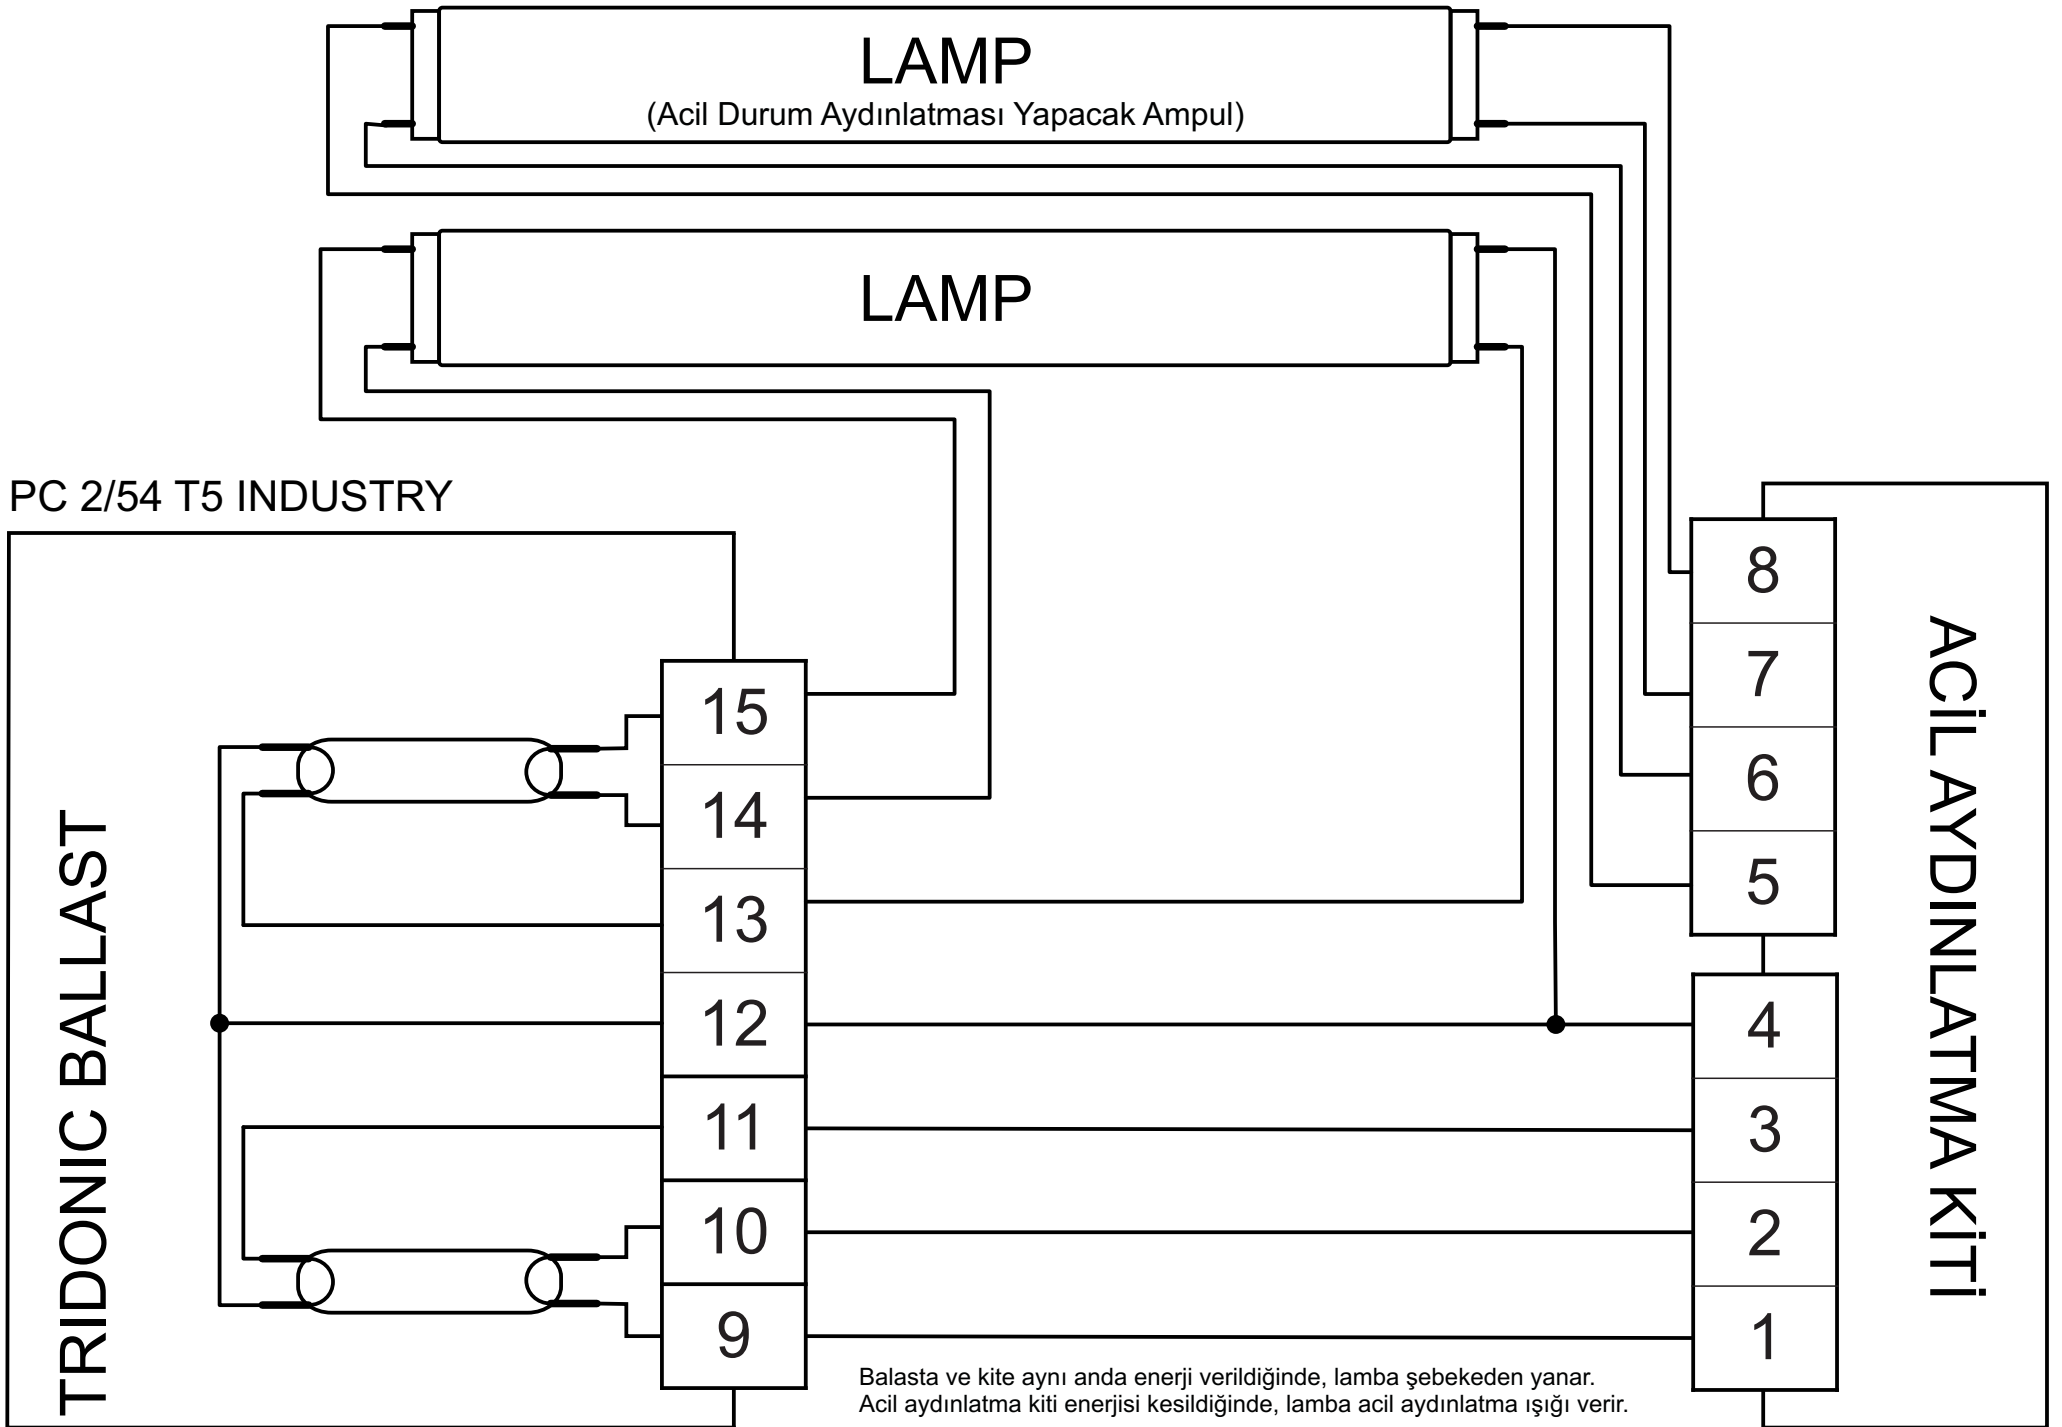 LAMP
(Acil Durum Aydınlatması Yapacak Ampul)
LAMP
PC 2/54 T5 INDUSTRY
TRIDONIC BALLAST
15
14
13
12
11
10
9
8
7
6
5
4
3
2
1
ACİL AYDINLATMA KİTİ
Balasta ve kite aynı anda enerji verildiğinde, lamba şebekeden yanar.
Acil aydınlatma kiti enerjisi kesildiğinde, lamba acil aydınlatma ışığı verir.